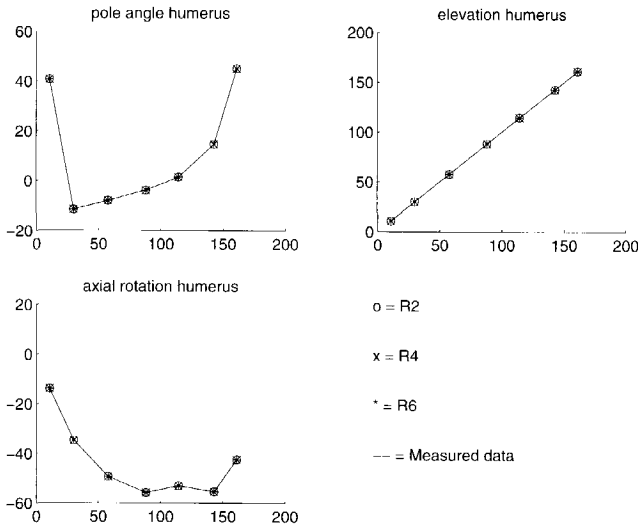 pole angle humerus
60
40
20
0
−20
0 50 100 150 200
elevation humerus
200
150
100
50
0
0 50 100 150 200
axial rotation humerus
20
0
−20
−40
−60
0 50 100 150 200
o = R2
x = R4
* = R6
−− = Measured data